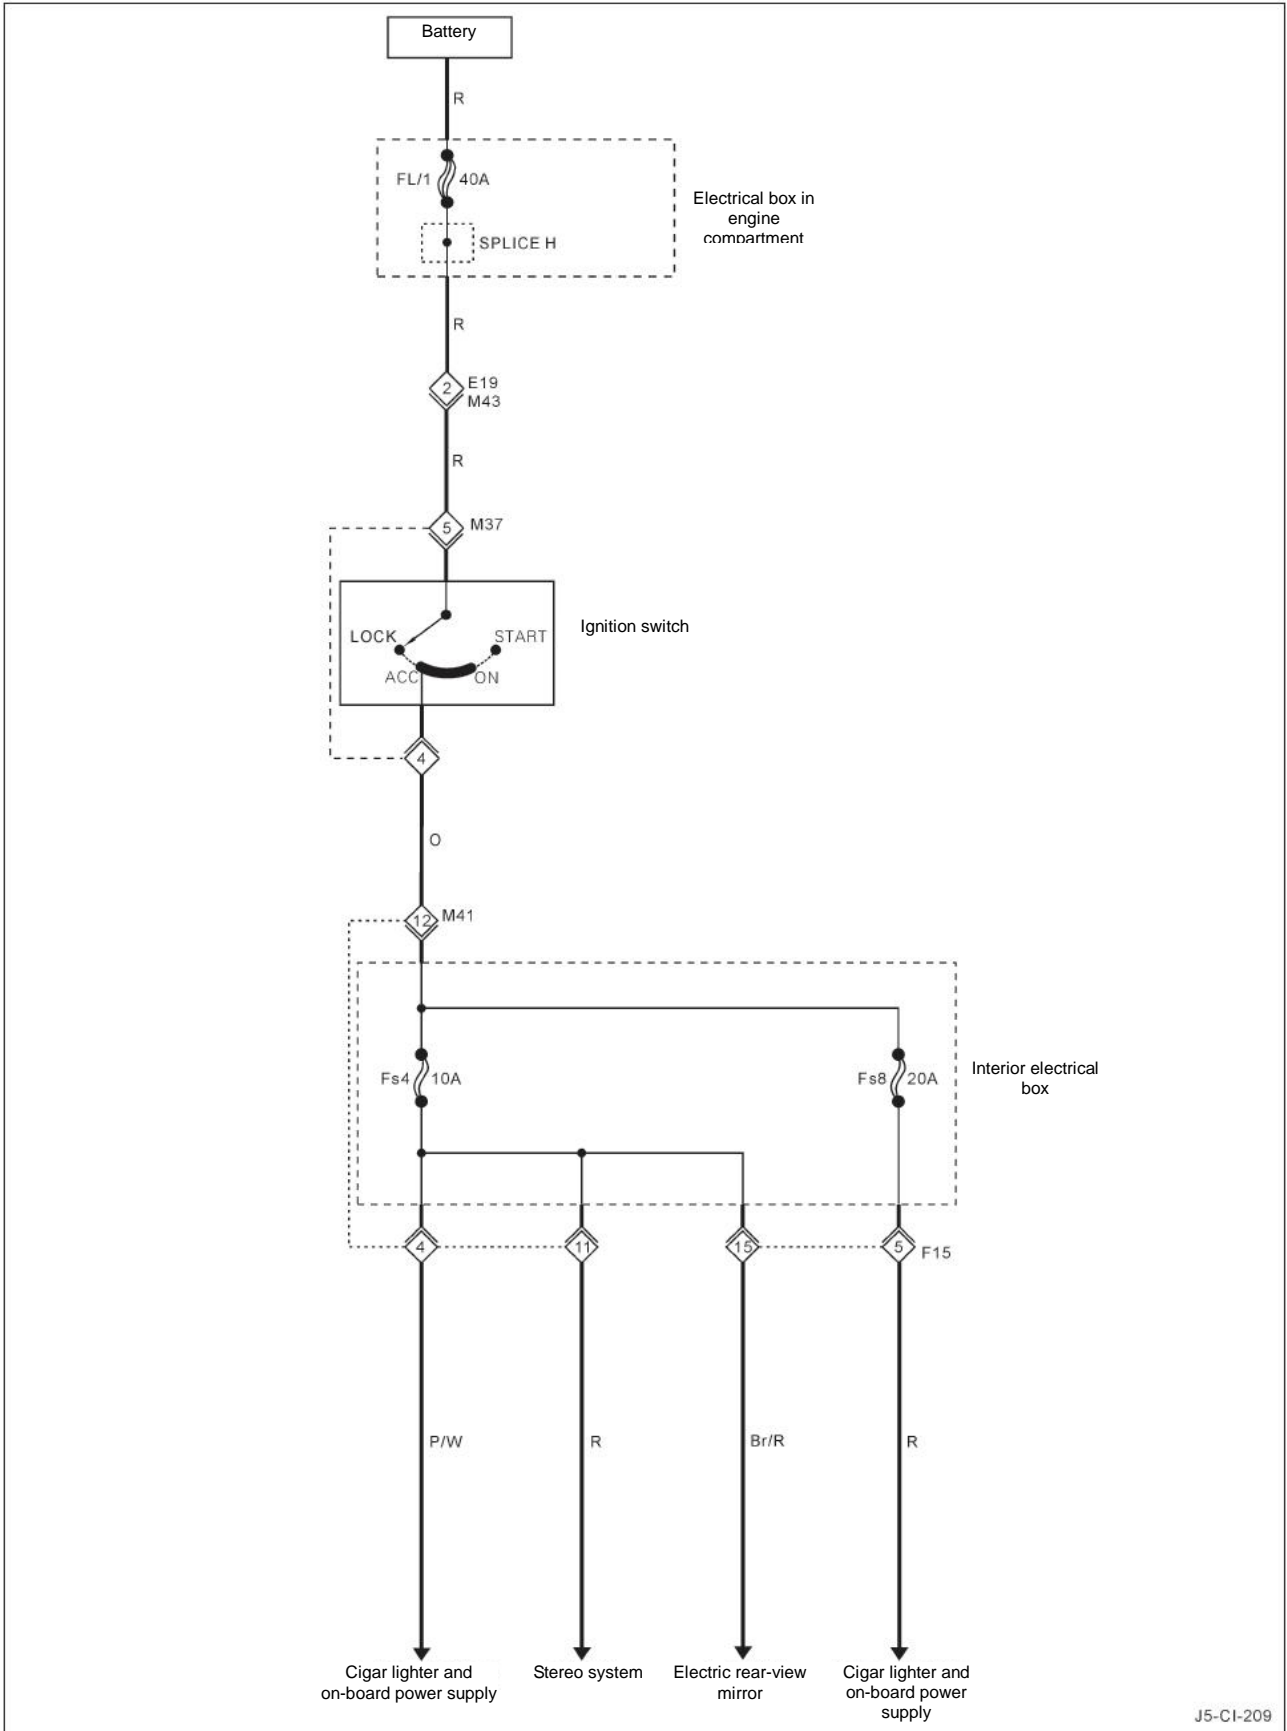 Battery
R
FL/1 40A
SPLICE H
Electrical box in
engine
compartment
R
2 E19
M43
R
5 M37
LOCK START
ACC ON
Ignition switch
4
O
12 M41
Fs4 10A
Fs8 20A
Interior electrical
box
4 11 15 5 F15
P/W R Br/R R
Cigar lighter and
on-board power supply
Stereo system
Electric rear-view
mirror
Cigar lighter and
on-board power
supply
J5-CI-209